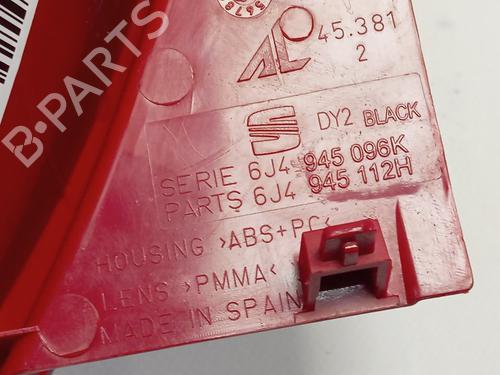 5678
45.381
2
DY2 BLACK
SERIE 6J4 945 096K
PARTS 6J4 945 112H
HOUSING >ABS+PC<
LENS >PMMA<
MADE IN SPAIN
B-PARTS